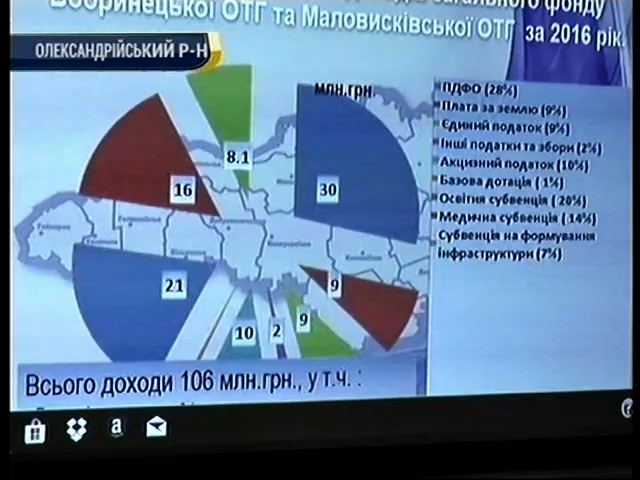 загального фонду
Бобринецької ОТГ та Маловисківської ОТГ за 2016 рік.
ОЛЕКСАНДРІЙСЬКИЙ Р-Н
млн.грн.
8.1
16
30
21
10
2
9
9
ПДФО (28%)
Плата за землю (9%)
Єдиний податок (9%)
Інші податки та збори (2%)
Акцизний податок (10%)
Базова дотація ( 1%)
Освітня субвенція ( 20%)
Медична субвенція ( 14%)
Субвенція на формування
інфраструктури (7%)
Всього доходи 106 млн.грн., у т.ч. :
a